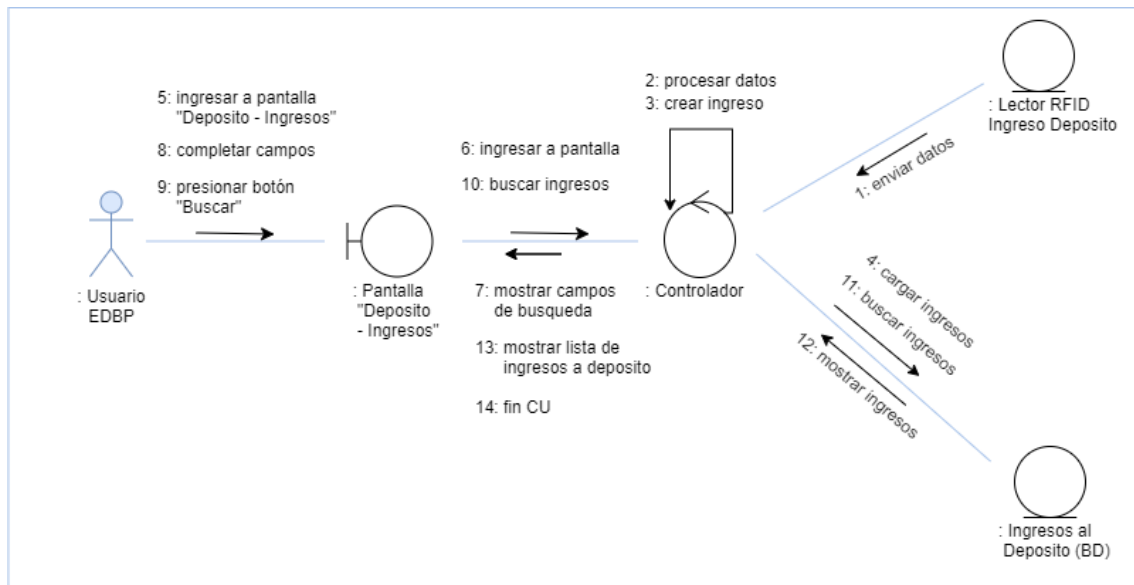 5: ingresar a pantalla
"Deposito - Ingresos"
8: completar campos
9: presionar botón
"Buscar"
: Usuario
EDBP
6: ingresar a pantalla
10: buscar ingresos
: Pantalla
"Deposito
- Ingresos"
7: mostrar campos
de busqueda
13: mostrar lista de
ingresos a deposito
14: fin CU
2: procesar datos
3: crear ingreso
: Controlador
: Lector RFID
Ingreso Deposito
1: enviar datos
4: cargar ingresos
11: buscar ingresos
12: mostrar ingresos
: Ingresos al
Deposito (BD)